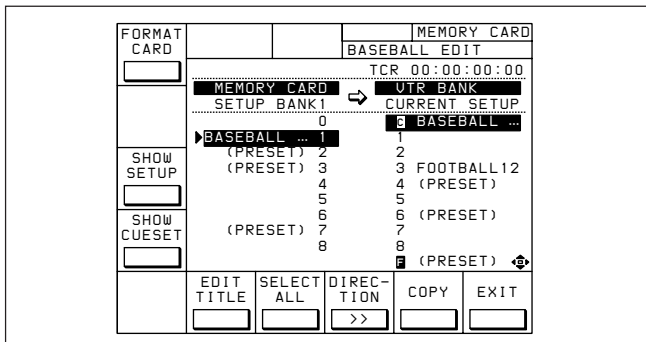 FORMAT CARD
MEMORY CARD
BASEBALL EDIT
TCR 00:00:00:00
MEMORY CARD ⇨ VTR BANK
SETUP BANK1 CURRENT SETUP
0 C BASEBALL …
BASEBALL … 1 1
(PRESET) 2 2
(PRESET) 3 3 FOOTBALL12
4 4 (PRESET)
5 5
6 6 (PRESET)
(PRESET) 7 7
8 8
F (PRESET)
SHOW SETUP
SHOW CUESET
EDIT TITLE
SELECT ALL
DIREC-TION
>>
COPY
EXIT